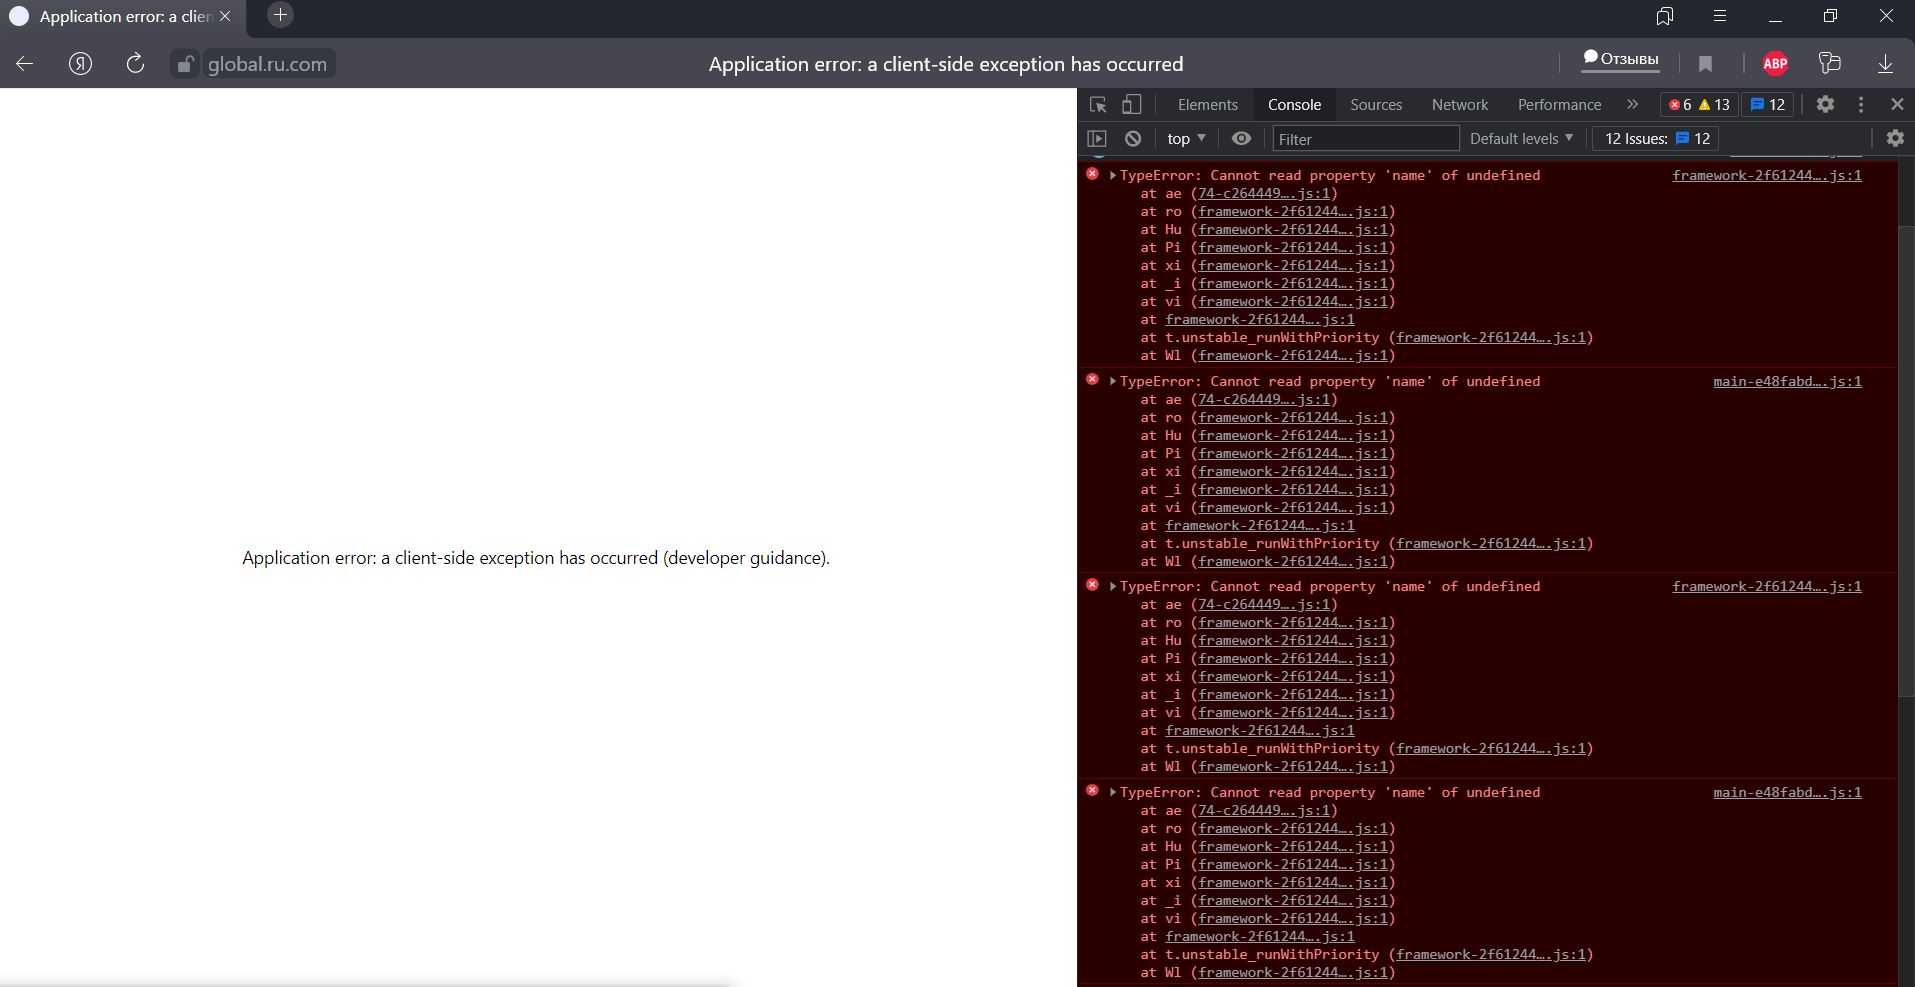 Application error: a clien
Я global.ru.com Application error: a client-side exception has occurred Отзывы ABP
Elements Console Sources Network Performance » 6 13 12
top Filter Default levels 12 Issues: 12
TypeError: Cannot read property 'name' of undefined framework-2f61244….js:1
at ae (74-c264449….js:1)
at ro (framework-2f61244….js:1)
at Hu (framework-2f61244….js:1)
at Pi (framework-2f61244….js:1)
at xi (framework-2f61244….js:1)
at _i (framework-2f61244….js:1)
at vi (framework-2f61244….js:1)
at framework-2f61244….js:1
at t.unstable_runWithPriority (framework-2f61244….js:1)
at Wl (framework-2f61244….js:1)
TypeError: Cannot read property 'name' of undefined main-e48fabd….js:1
at ae (74-c264449….js:1)
at ro (framework-2f61244….js:1)
at Hu (framework-2f61244….js:1)
at Pi (framework-2f61244….js:1)
at xi (framework-2f61244….js:1)
at _i (framework-2f61244….js:1)
at vi (framework-2f61244….js:1)
at framework-2f61244….js:1
at t.unstable_runWithPriority (framework-2f61244….js:1)
at Wl (framework-2f61244….js:1)
Application error: a client-side exception has occurred (developer guidance).
TypeError: Cannot read property 'name' of undefined framework-2f61244….js:1
at ae (74-c264449….js:1)
at ro (framework-2f61244….js:1)
at Hu (framework-2f61244….js:1)
at Pi (framework-2f61244….js:1)
at xi (framework-2f61244….js:1)
at _i (framework-2f61244….js:1)
at vi (framework-2f61244….js:1)
at framework-2f61244….js:1
at t.unstable_runWithPriority (framework-2f61244….js:1)
at Wl (framework-2f61244….js:1)
TypeError: Cannot read property 'name' of undefined main-e48fabd….js:1
at ae (74-c264449….js:1)
at ro (framework-2f61244….js:1)
at Hu (framework-2f61244….js:1)
at Pi (framework-2f61244….js:1)
at xi (framework-2f61244….js:1)
at _i (framework-2f61244….js:1)
at vi (framework-2f61244….js:1)
at framework-2f61244….js:1
at t.unstable_runWithPriority (framework-2f61244….js:1)
at Wl (framework-2f61244….js:1)